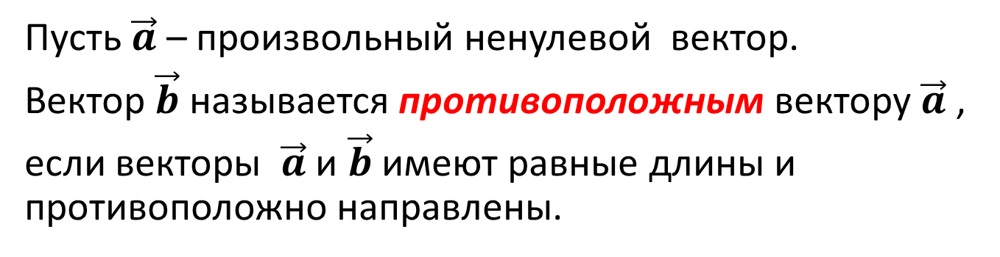 Пусть a⃗ – произвольный ненулевой вектор.
Вектор b⃗ называется противоположным вектору a⃗ ,
если векторы a⃗ и b⃗ имеют равные длины и
противоположно направлены.